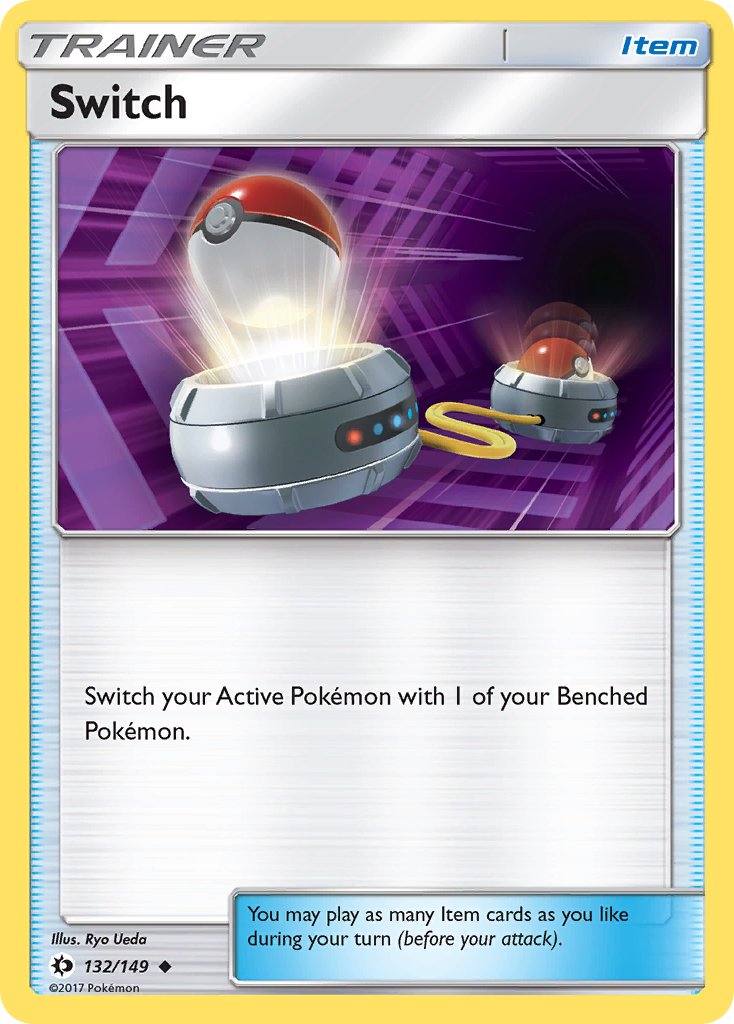 TRAINER
Item
Switch
Switch your Active Pokémon with 1 of your Benched
Pokémon.
You may play as many Item cards as you like
during your turn (before your attack).
Illus. Ryo Ueda
132/149
©2017 Pokémon